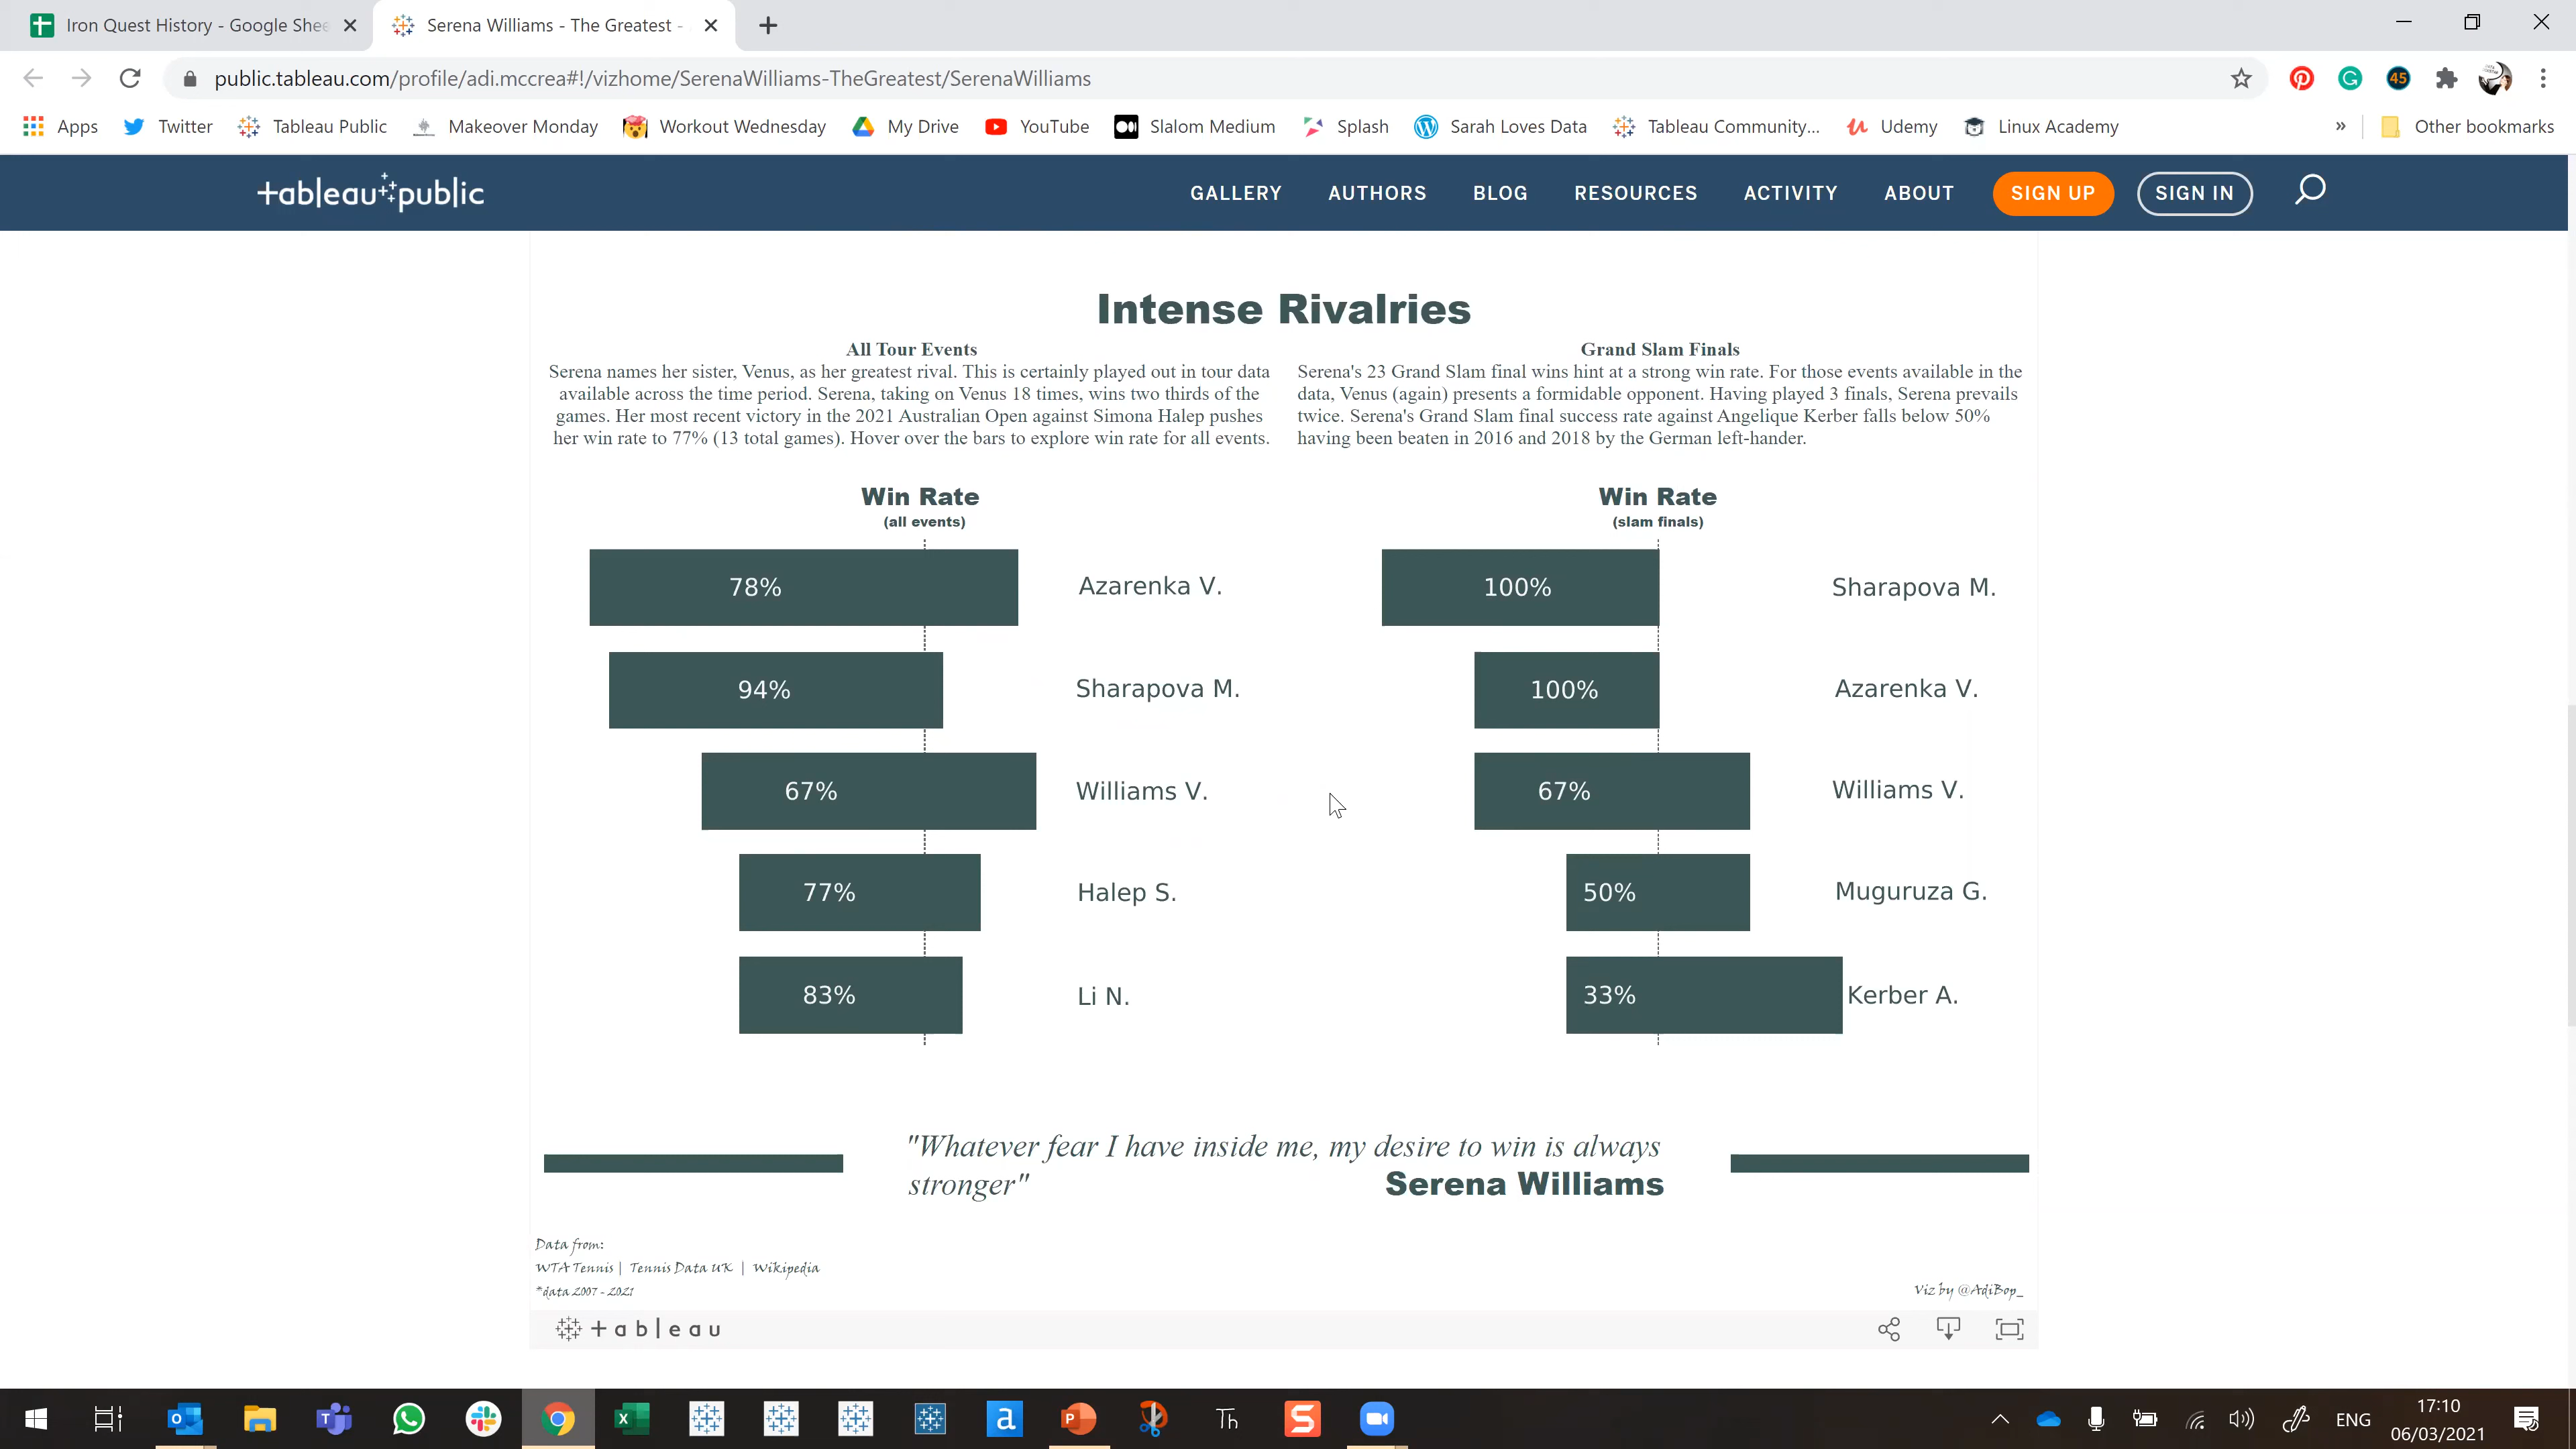 Iron Quest History - Google Shee
Serena Williams - The Greatest -
public.tableau.com/profile/adi.mccrea#!/vizhome/SerenaWilliams-TheGreatest/SerenaWilliams
45
Apps Twitter Tableau Public Makeover Monday Workout Wednesday My Drive YouTube Slalom Medium Splash Sarah Loves Data Tableau Community... Udemy Linux Academy » Other bookmarks
tableau public GALLERY AUTHORS BLOG RESOURCES ACTIVITY ABOUT SIGN UP SIGN IN
Intense Rivalries
All Tour Events
Serena names her sister, Venus, as her greatest rival. This is certainly played out in tour data
available across the time period. Serena, taking on Venus 18 times, wins two thirds of the
games. Her most recent victory in the 2021 Australian Open against Simona Halep pushes
her win rate to 77% (13 total games). Hover over the bars to explore win rate for all events.
Grand Slam Finals
Serena's 23 Grand Slam final wins hint at a strong win rate. For those events available in the
data, Venus (again) presents a formidable opponent. Having played 3 finals, Serena prevails
twice. Serena's Grand Slam final success rate against Angelique Kerber falls below 50%
having been beaten in 2016 and 2018 by the German left-hander.
Win Rate
(all events)
78% Azarenka V.
94% Sharapova M.
67% Williams V.
77% Halep S.
83% Li N.
Win Rate
(slam finals)
100% Sharapova M.
100% Azarenka V.
67% Williams V.
50% Muguruza G.
33% Kerber A.
"Whatever fear I have inside me, my desire to win is always
stronger"
Serena Williams
Data from:
WTA Tennis | Tennis Data UK | Wikipedia
*data 2007 - 2021
Viz by @AdiBop_
+ a b l e a u
Th
ENG
17:10
06/03/2021